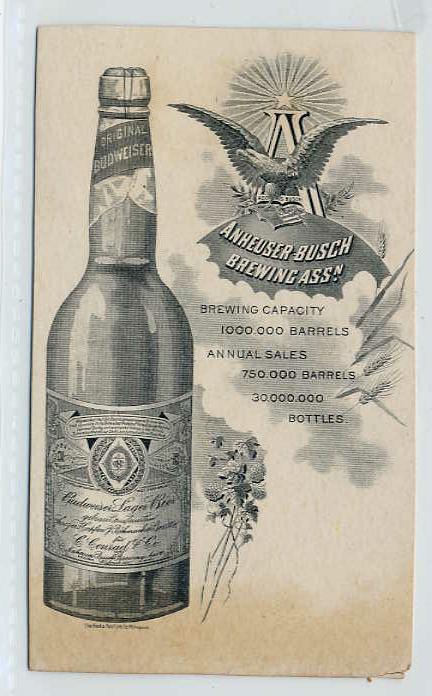 ORIGINAL
BUDWEISER
ANHEUSER-BUSCH
BREWING ASS'N
BREWING CAPACITY
1000.000 BARRELS
ANNUAL SALES
750.000 BARRELS
30.000.000
BOTTLES.
Budweiser Lager Bier
C. Conrad & Co.